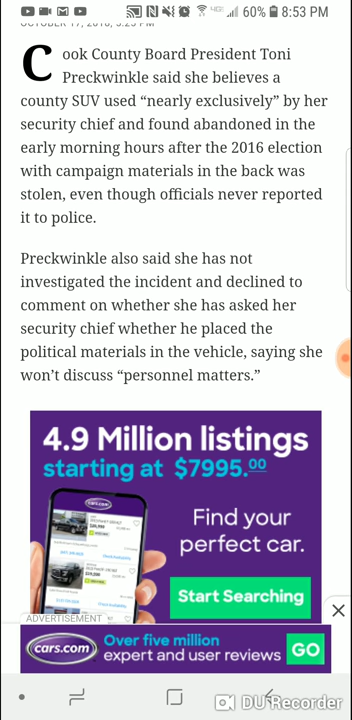 60% 8:53 PM
Cook County Board President Toni
Preckwinkle said she believes a
county SUV used “nearly exclusively” by her
security chief and found abandoned in the
early morning hours after the 2016 election
with campaign materials in the back was
stolen, even though officials never reported
it to police.
Preckwinkle also said she has not
investigated the incident and declined to
comment on whether she has asked her
security chief whether he placed the
political materials in the vehicle, saying she
won’t discuss “personnel matters.”
4.9 Million listings
starting at $7995.00
cars.com
Find your
perfect car.
Start Searching
ADVERTISEMENT
cars.com
Over five million
expert and user reviews
GO
DU Recorder